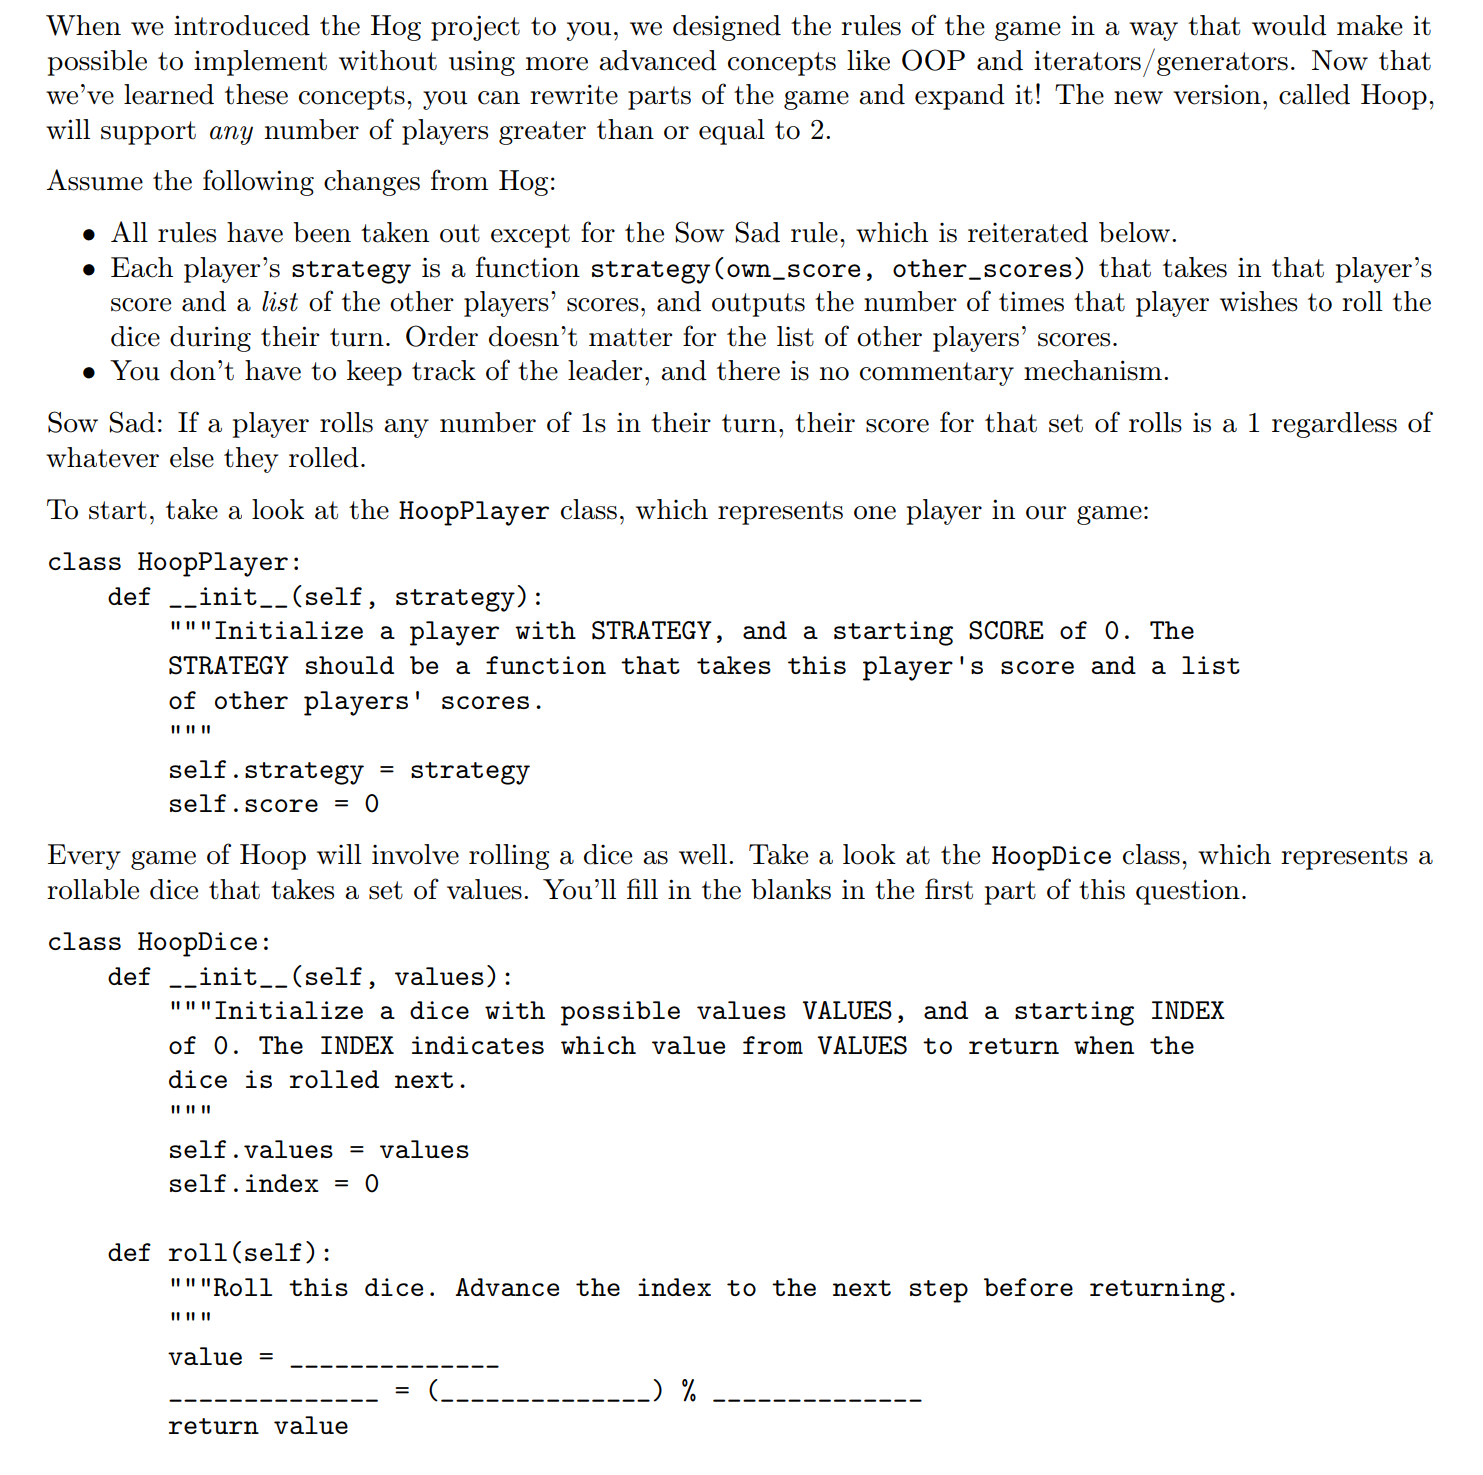 When we introduced the Hog project to you, we designed the rules of the game in a way that would make it
possible to implement without using more advanced concepts like OOP and iterators/generators. Now that
we've learned these concepts, you can rewrite parts of the game and expand it! The new version, called Hoop,
will support any number of players greater than or equal to 2.
Assume the following changes from Hog:
• All rules have been taken out except for the Sow Sad rule, which is reiterated below.
• Each player's strategy is a function strategy(own_score, other_scores) that takes in that player's
score and a list of the other players' scores, and outputs the number of times that player wishes to roll the
dice during their turn. Order doesn't matter for the list of other players' scores.
• You don't have to keep track of the leader, and there is no commentary mechanism.
Sow Sad: If a player rolls any number of 1s in their turn, their score for that set of rolls is a 1 regardless of
whatever else they rolled.
To start, take a look at the HoopPlayer class, which represents one player in our game:
class HoopPlayer:
    def __init__(self, strategy):
        """Initialize a player with STRATEGY, and a starting SCORE of 0. The
        STRATEGY should be a function that takes this player's score and a list
        of other players' scores.
        """
        self.strategy = strategy
        self.score = 0
Every game of Hoop will involve rolling a dice as well. Take a look at the HoopDice class, which represents a
rollable dice that takes a set of values. You'll fill in the blanks in the first part of this question.
class HoopDice:
    def __init__(self, values):
        """Initialize a dice with possible values VALUES, and a starting INDEX
        of 0. The INDEX indicates which value from VALUES to return when the
        dice is rolled next.
        """
        self.values = values
        self.index = 0
    def roll(self):
        """Roll this dice. Advance the index to the next step before returning.
        """
        value = ______________
        ______________ = (______________) % ______________
        return value